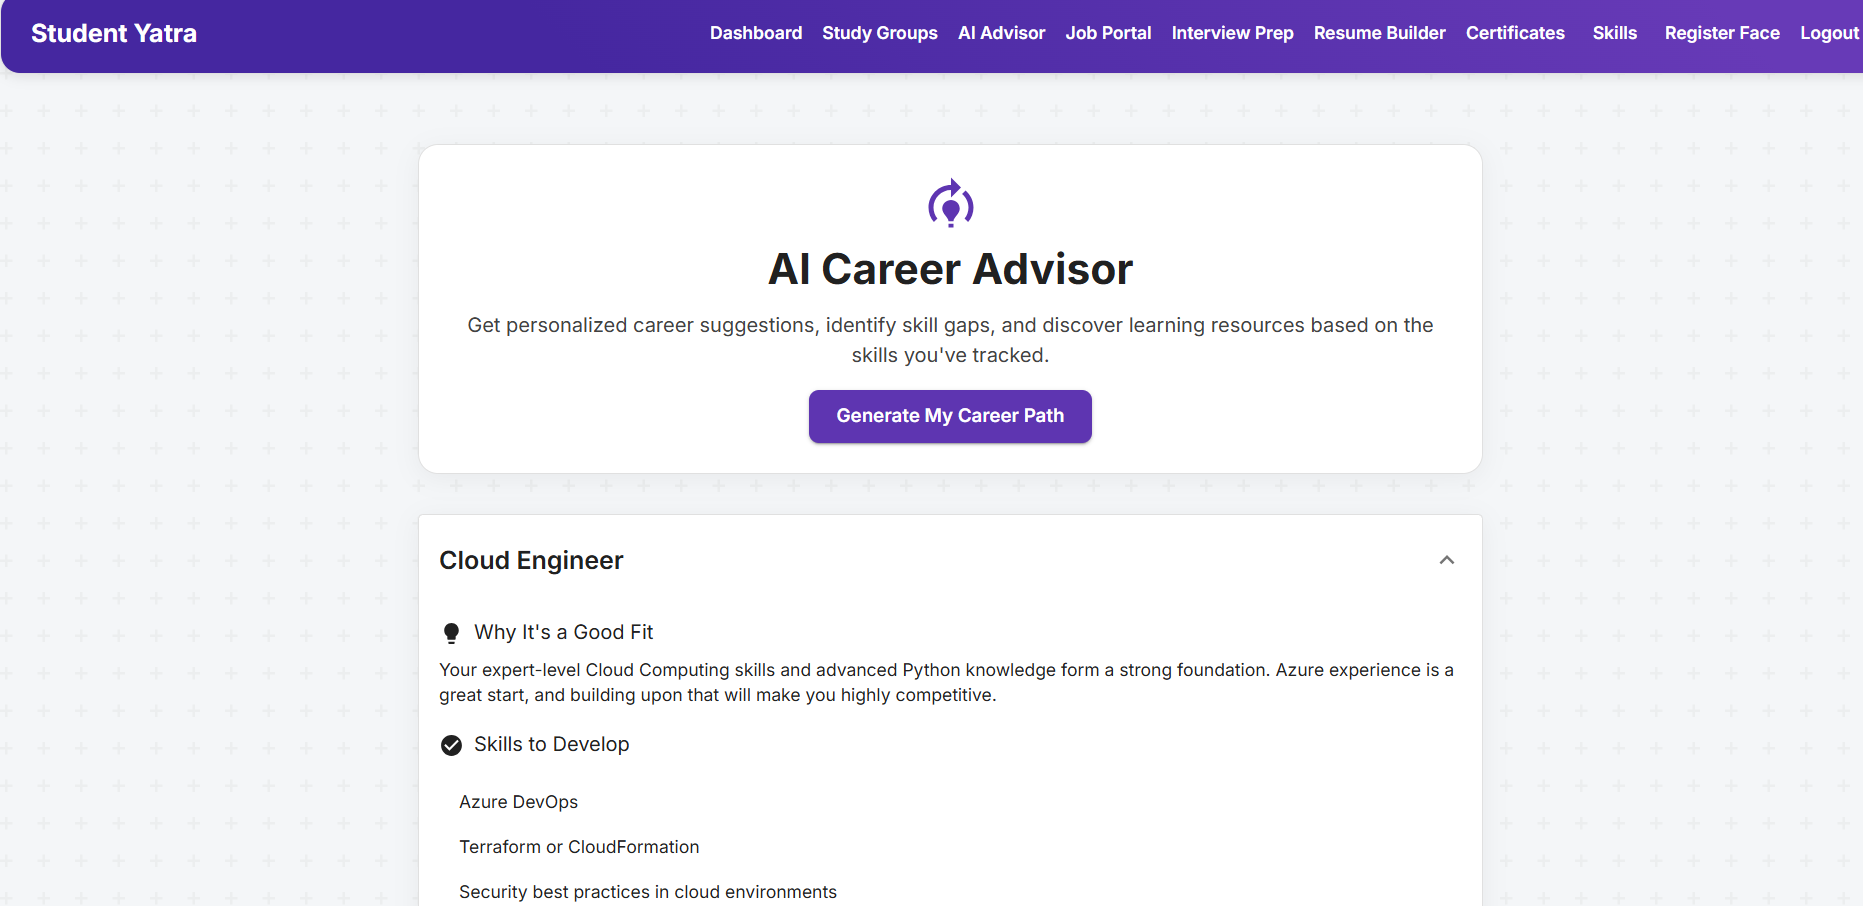 Student Yatra
Dashboard Study Groups AI Advisor Job Portal Interview Prep Resume Builder Certificates Skills Register Face Logout
AI Career Advisor
Get personalized career suggestions, identify skill gaps, and discover learning resources based on the
skills you've tracked.
Generate My Career Path
Cloud Engineer
Why It's a Good Fit
Your expert-level Cloud Computing skills and advanced Python knowledge form a strong foundation. Azure experience is a
great start, and building upon that will make you highly competitive.
Skills to Develop
Azure DevOps
Terraform or CloudFormation
Security best practices in cloud environments